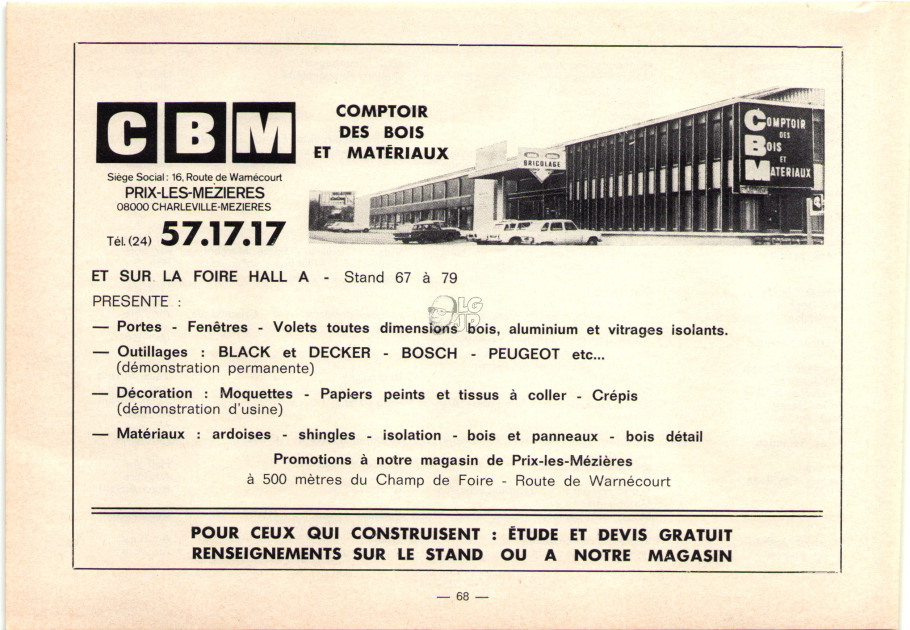 CBM
COMPTOIR
DES BOIS
ET MATÉRIAUX
BRICOLAGE
COMPTOIR
DES
BOIS
ET
MATERIAUX
Siège Social : 16, Route de Warnécourt
PRIX-LES-MEZIERES
08000 CHARLEVILLE-MEZIERES
Tél. (24) 57.17.17
ET SUR LA FOIRE HALL A - Stand 67 à 79
PRESENTE :
LG
JP
— Portes - Fenêtres - Volets toutes dimensions bois, aluminium et vitrages isolants.
— Outillages : BLACK et DECKER - BOSCH - PEUGEOT etc...
(démonstration permanente)
— Décoration : Moquettes - Papiers peints et tissus à coller - Crépis
(démonstration d'usine)
— Matériaux : ardoises - shingles - isolation - bois et panneaux - bois détail
Promotions à notre magasin de Prix-les-Mézières
à 500 mètres du Champ de Foire - Route de Warnécourt
POUR CEUX QUI CONSTRUISENT : ÉTUDE ET DEVIS GRATUIT
RENSEIGNEMENTS SUR LE STAND OU A NOTRE MAGASIN
— 68 —